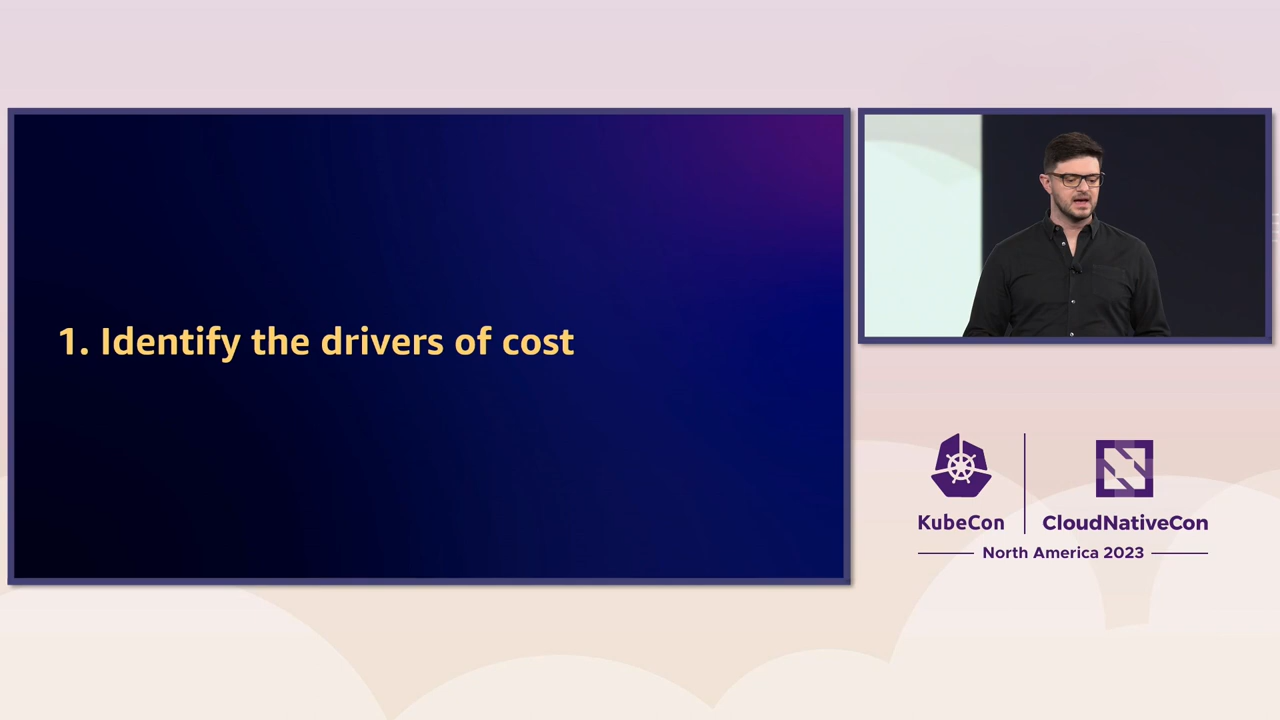 1. Identify the drivers of cost
KubeCon
CloudNativeCon
North America 2023